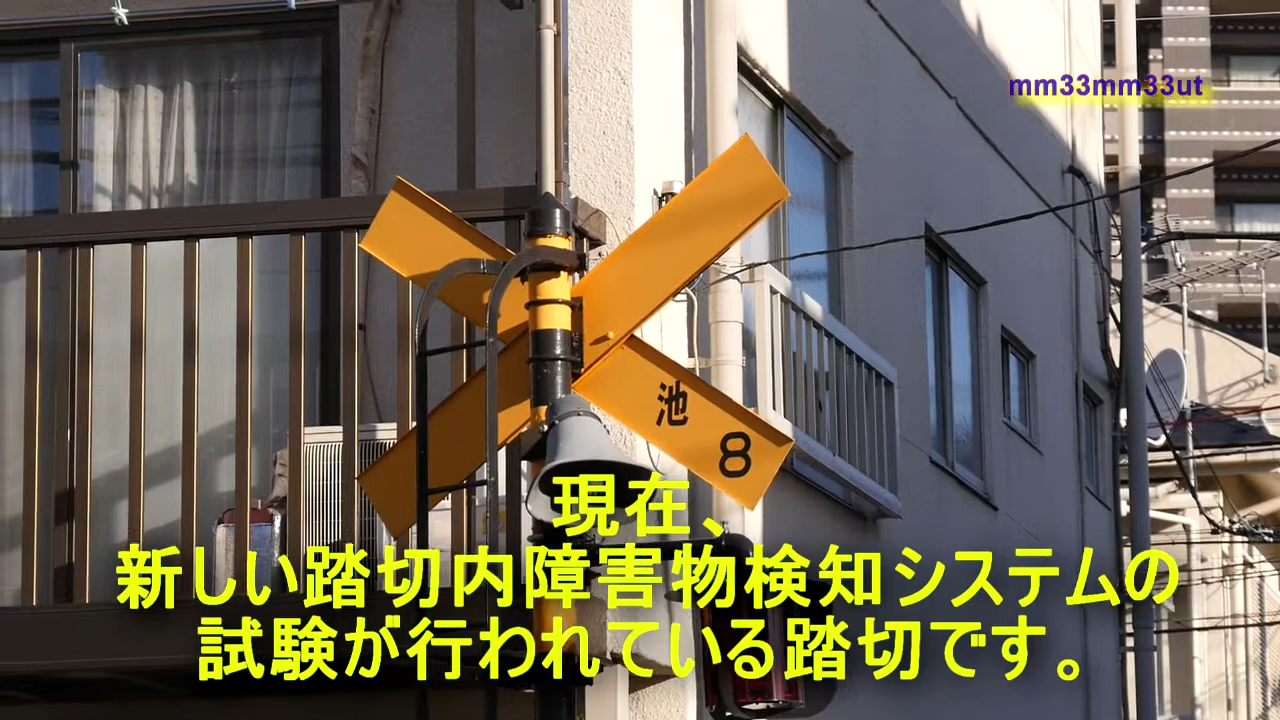 mm33mm33ut
池
8
現在、
新しい踏切内障害物検知システムの
試験が行われている踏切です。